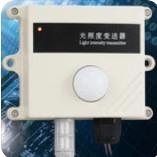 光照度变送器
Light intensity transmitter